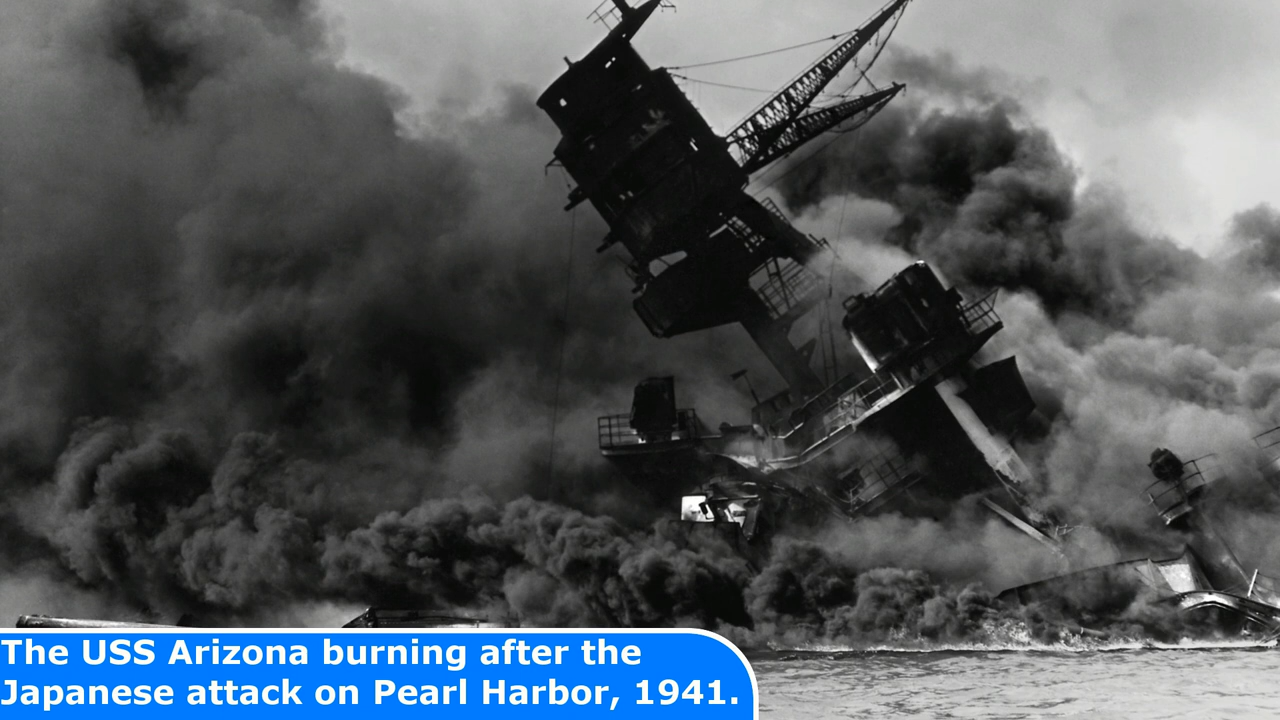 The USS Arizona burning after the
Japanese attack on Pearl Harbor, 1941.